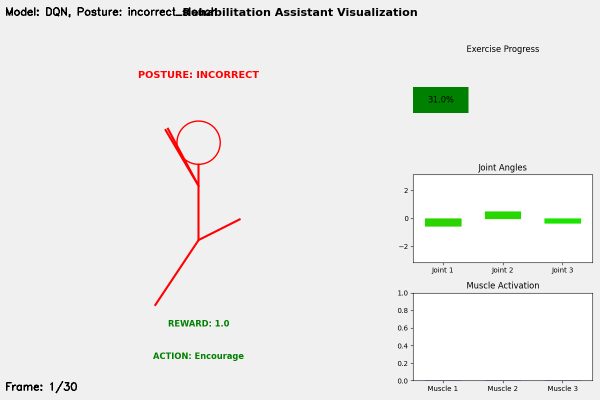 Model: DQN, Posture: incorrect_
Rehabilitation Assistant Visualization
Exercise Progress
POSTURE: INCORRECT
31.0%
Joint Angles
2
0
−2
Joint 1 Joint 2 Joint 3
Muscle Activation
1.0
0.8
0.6
0.4
0.2
0.0
Muscle 1 Muscle 2 Muscle 3
REWARD: 1.0
ACTION: Encourage
Frame: 1/30